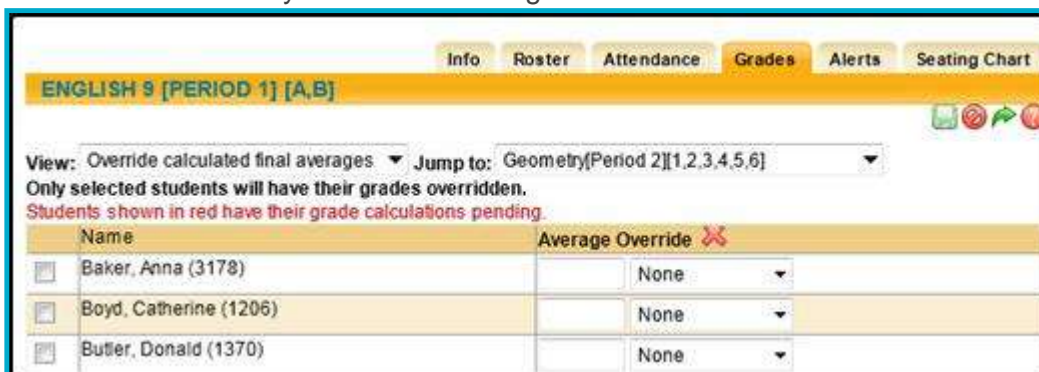 Info Roster Attendance Grades Alerts Seating Chart
ENGLISH 9 [PERIOD 1] [A,B]
View: Override calculated final averages Jump to: Geometry[Period 2][1,2,3,4,5,6]
Only selected students will have their grades overridden.
Students shown in red have their grade calculations pending.
Name Average Override
Baker, Anna (3178) None
Boyd, Catherine (1206) None
Butler, Donald (1370) None